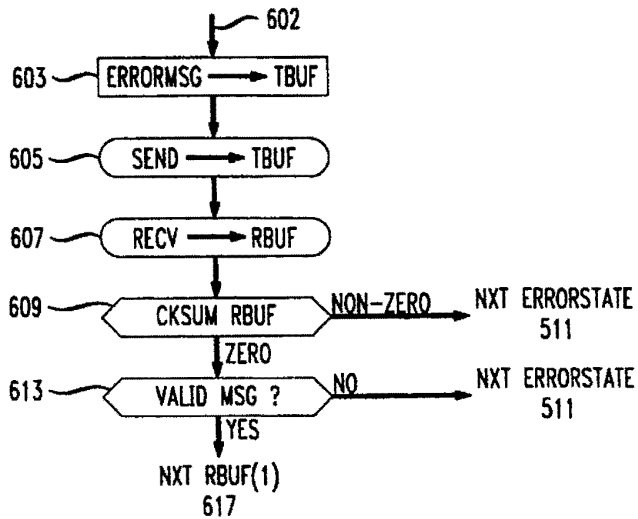 602
603 ERRORMSG → TBUF
605 SEND → TBUF
607 RECV → RBUF
609 CKSUM RBUF NON-ZERO NXT ERRORSTATE
511
ZERO
613 VALID MSG ? NO NXT ERRORSTATE
511
YES
NXT RBUF(1)
617